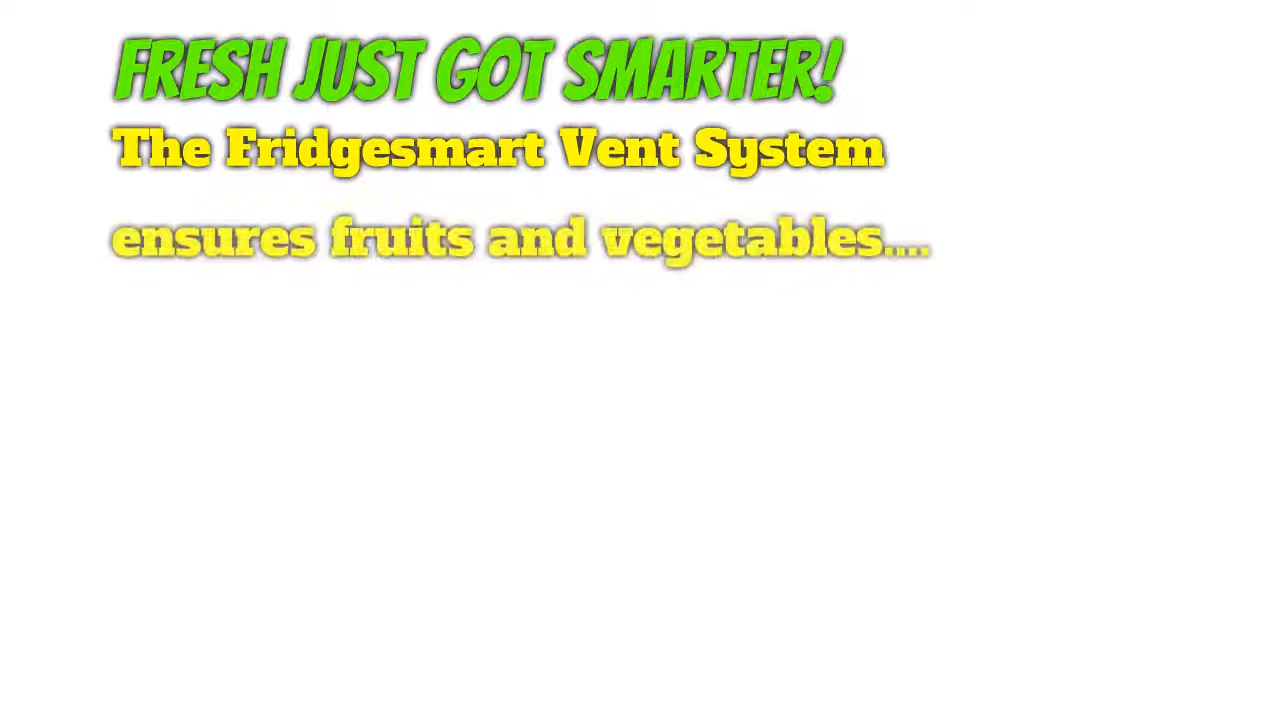 FRESH JUST GOT SMARTER!
The Fridgesmart Vent System
ensures fruits and vegetables....